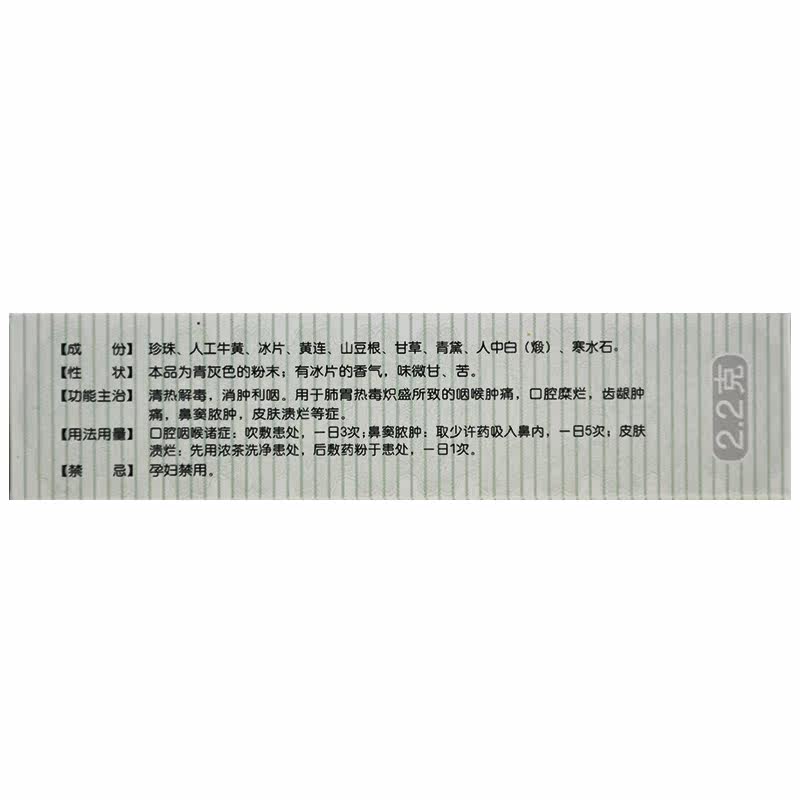 【成 份】 珍珠、人工牛黄、冰片、黄连、山豆根、甘草、青黛、人中白（煅）、寒水石。
【性 状】 本品为青灰色的粉末；有冰片的香气，味微甘、苦。
【功能主治】 清热解毒，消肿利咽。用于肺胃热毒炽盛所致的咽喉肿痛，口腔糜烂，齿龈肿
痛，鼻窦脓肿，皮肤溃烂等症。
【用法用量】 口腔咽喉诸症：吹敷患处，一日3次;鼻窦脓肿：取少许药吸入鼻内，一日5次；皮肤
溃烂：先用浓茶洗净患处，后敷药粉于患处，一日1次。
【禁 忌】 孕妇禁用。
2.2克